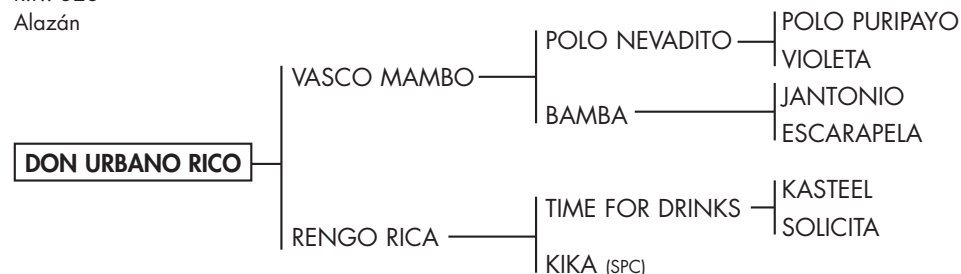 Alazán
POLO PURIPAYO
POLO NEVADITO
VIOLETA
VASCO MAMBO
JANTONIO
BAMBA
ESCARAPELA
DON URBANO RICO
KASTEEL
TIME FOR DRINKS
SOLICITA
RENGO RICA
KIKA (SPC)